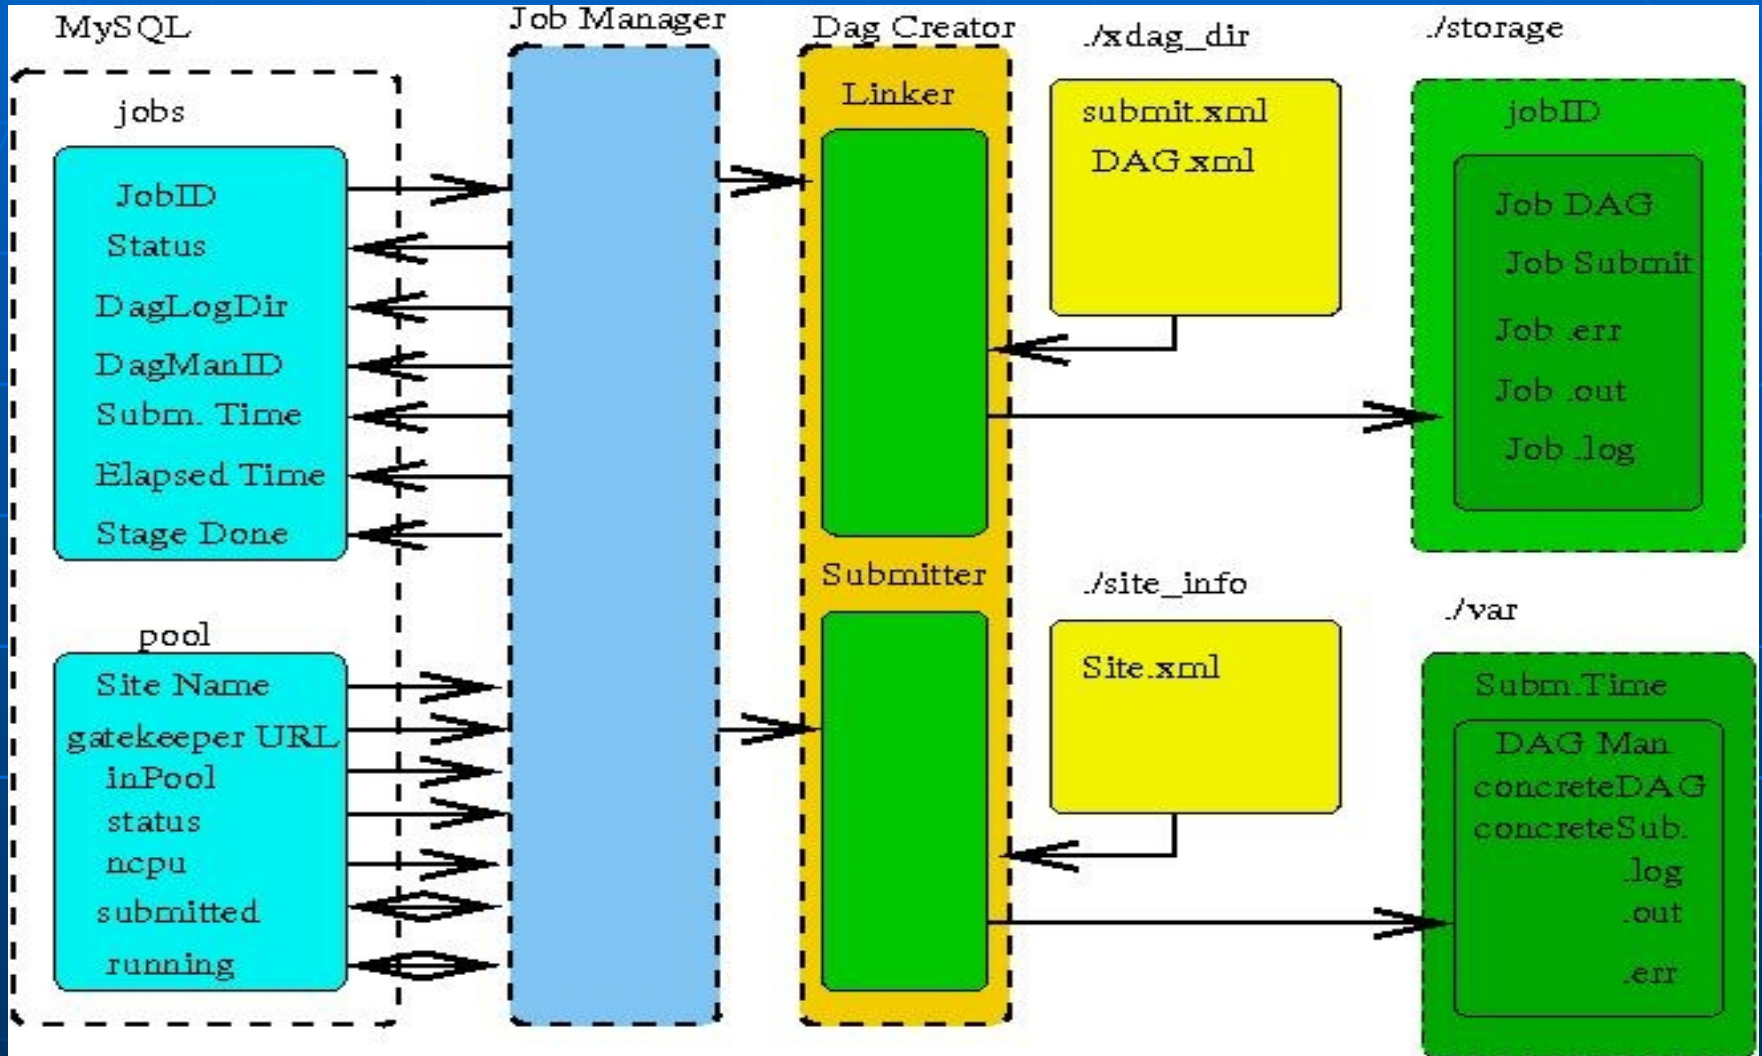 MySQL
jobs
JobID
Status
DagLogDir
DagManID
Subm. Time
Elapsed Time
Stage Done
pool
Site Name
gatekeeper URL
inPool
status
ncpu
submitted
running
Job Manager
Dag Creator
Linker
Submitter
./xdag_dir
submit.xml
DAG.xml
./site_info
Site.xml
./storage
jobID
Job DAG
Job Submit
Job .err
Job .out
Job .log
./var
Subm.Time
DAG Man
concreteDAG
concreteSub.
.log
.out
.err